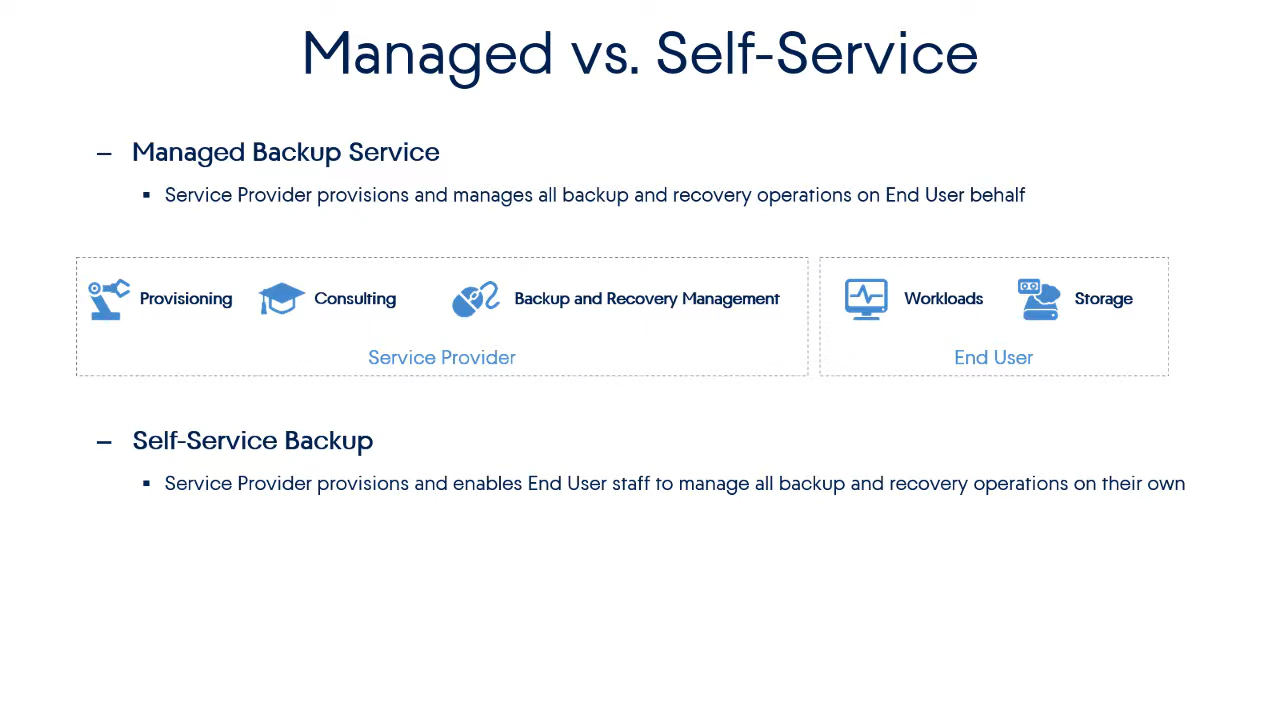 Managed vs. Self-Service
– Managed Backup Service
▪ Service Provider provisions and manages all backup and recovery operations on End User behalf
Provisioning Consulting Backup and Recovery Management Workloads Storage
Service Provider End User
– Self-Service Backup
▪ Service Provider provisions and enables End User staff to manage all backup and recovery operations on their own